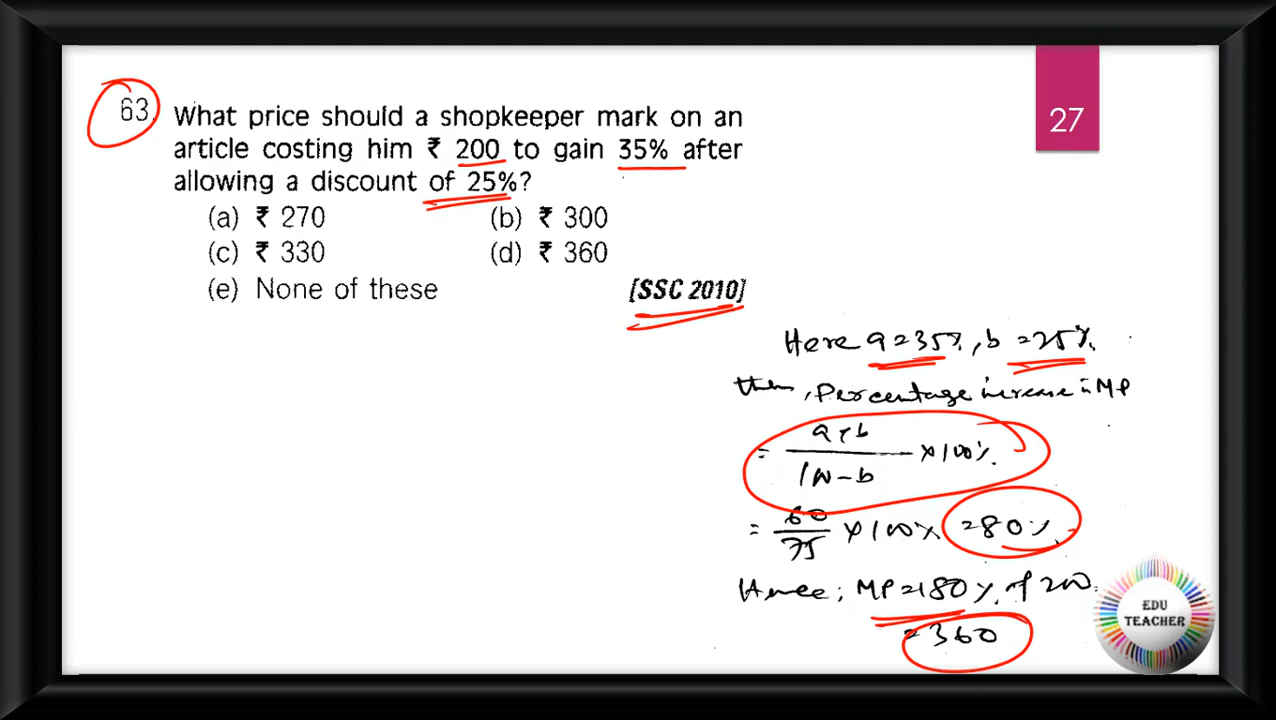 63.
What price should a shopkeeper mark on an
article costing him ₹ 200 to gain 35% after
allowing a discount of 25%?
(a) ₹ 270 (b) ₹ 300
(c) ₹ 330 (d) ₹ 360
(e) None of these [SSC 2010]
27
Here a=35%, b=25%.
then, Percentage increase in MP
= a+b / 100-b ×100%.
= 60/75 ×100% =80%.
Hence; MP=180% of 200.
=360
EDU
TEACHER